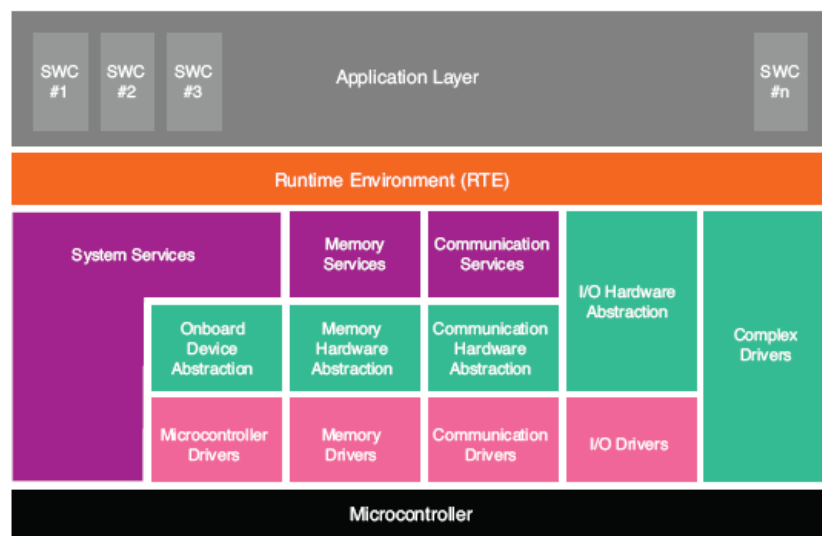 SWC
#1
SWC
#2
SWC
#3
Application Layer
SWC
#n
Runtime Environment (RTE)
System Services
Memory
Services
Communication
Services
I/O Hardware
Abstraction
Complex
Drivers
Onboard
Device
Abstraction
Memory
Hardware
Abstraction
Communication
Hardware
Abstraction
Microcontroller
Drivers
Memory
Drivers
Communication
Drivers
I/O Drivers
Microcontroller